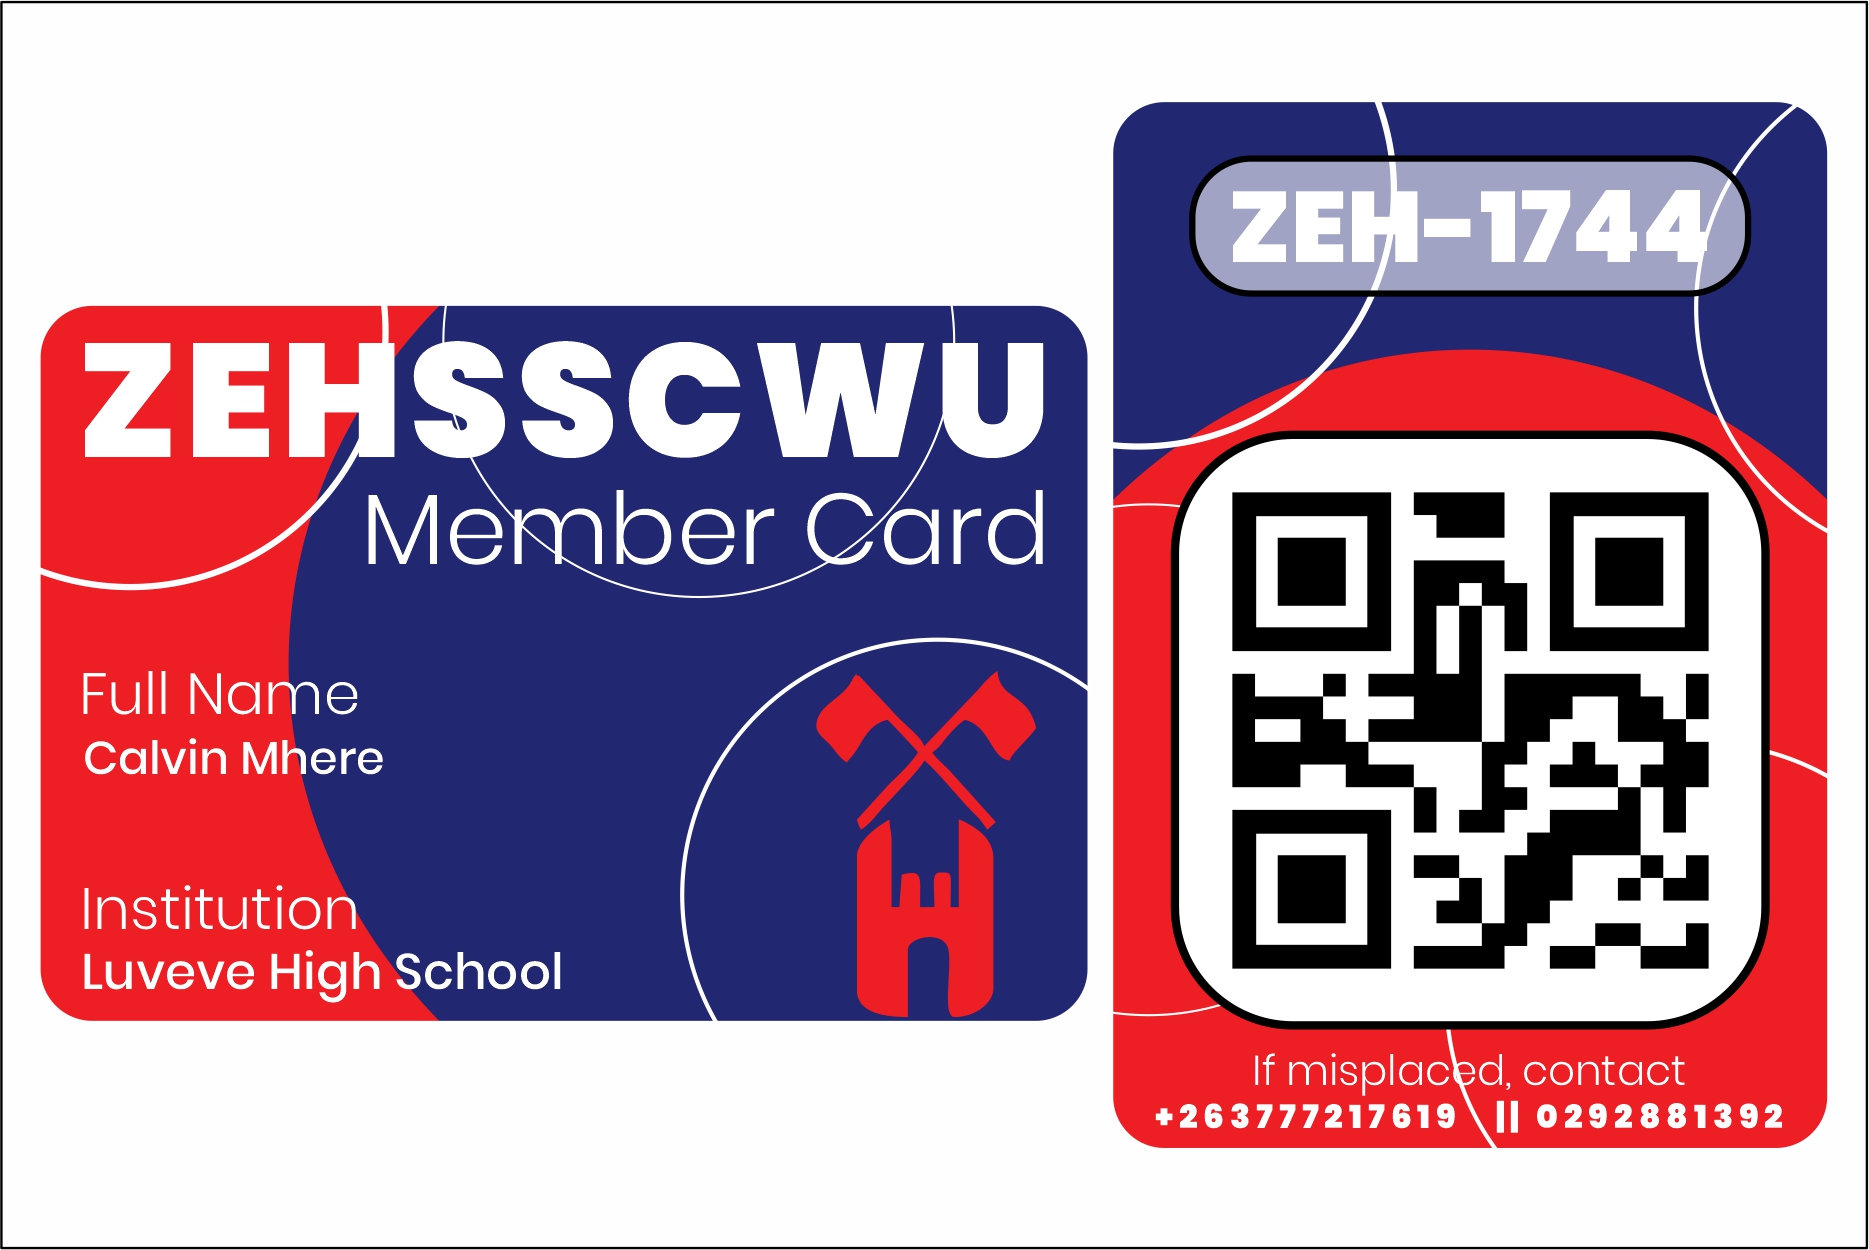 ZEHSSCWU
Member Card
Full Name
Calvin Mhere
Institution
Luveve High School
ZEH-1744
If misplaced, contact
+263777217619 || 0292881392